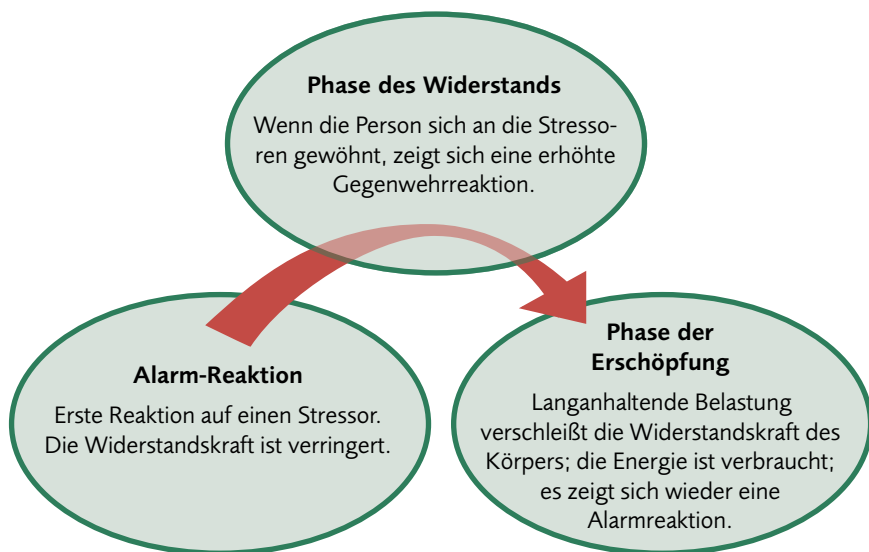 Phase des Widerstands
Wenn die Person sich an die Stresso-
ren gewöhnt, zeigt sich eine erhöhte
Gegenwehrreaktion.
Alarm-Reaktion
Erste Reaktion auf einen Stressor.
Die Widerstandskraft ist verringert.
Phase der
Erschöpfung
Langanhaltende Belastung
verschleißt die Widerstandskraft des
Körpers; die Energie ist verbraucht;
es zeigt sich wieder eine
Alarmreaktion.